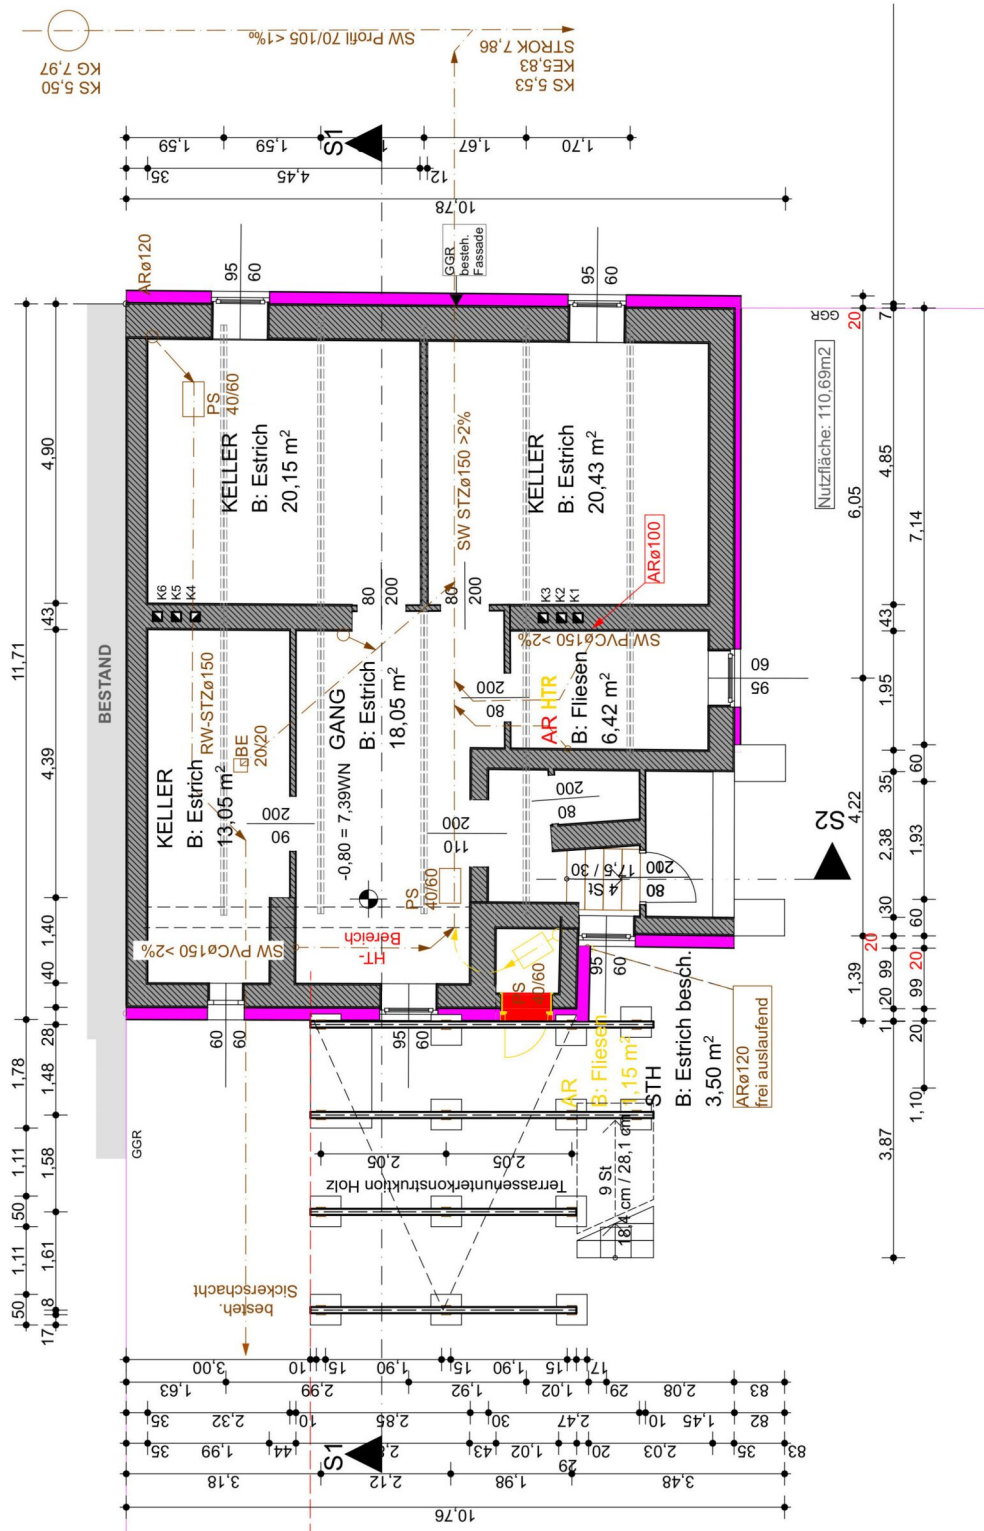 SW Profil 70/105 <1‰
KS 5,50
KG 7,97
KS 5,53
KE5,83
STROK 7,86
1,59
1,59
S1
1,67
1,70
35
4,45
12
10,78
ARø120
95
60
GGR
besteh.
Fassade
95
60
GGR
20
7
PS
40/60
KELLER
B: Estrich
20,15 m²
SW STZø150 >2%
KELLER
B: Estrich
20,43 m²
Nutzfläche: 110,69m2
4,90
4,85
6,05
7,14
K6
K5
K4
K3
K2
K1
80
200
80
200
ARø100
SW PVCø150 >2%
43
43
11,71
BESTAND
RW-STZø150
BE
20/20
KELLER
B: Estrich
13,05 m²
GANG
B: Estrich
18,05 m²
-0,80 = 7,39WN
200
80
AR HTR
B: Fliesen
6,42 m²
60
95
1,95
4,39
90
200
110
200
80
200
4 St
17,6 / 30
80
200
S2
35
60
4,22
2,38
1,93
PS
40/60
HT-
Bereich
SW PVCø150 >2%
1,40
40
30
60
20
1,39
99
20
99
20
1
20
PS
40/60
95
60
60
60
95
60
AR
B: Fliesen
1,15 m²
STH
B: Estrich besch.
3,50 m²
ARø120
frei auslaufend
GGR
28
1,78
1,48
1,11
1,58
50
1,11
1,61
50
8
17
1,10
3,87
2,05
2,05
Terrassenunterkonstruktion Holz
9 St
18,4 cm / 28,1 cm
besteh.
Sickerschacht
3,00
10
15
1,90
15
1,90
15
17
1,63
2,99
1,92
1,02
29
2,08
83
35
2,32
10
2,85
30
2,47
10
1,45
82
35
1,99
44
43
1,02
29
20
2,03
35
83
S1
3,18
2,12
1,98
3,48
10,76